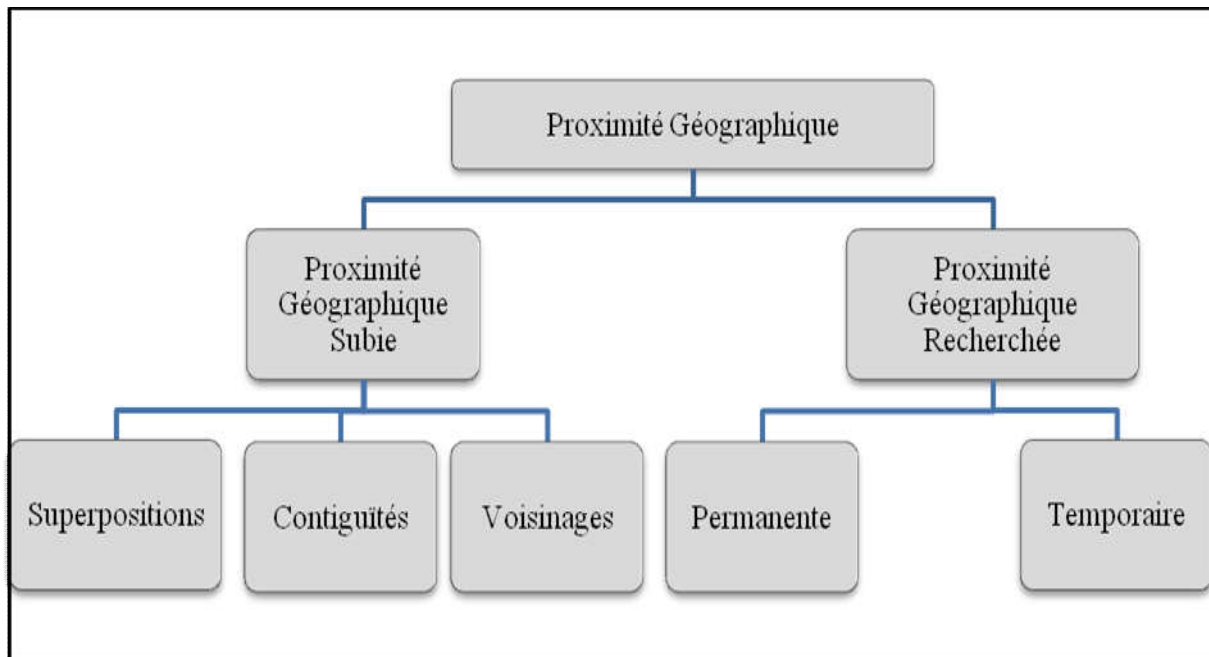 Proximité Géographique
Proximité
Géographique
Subie
Proximité
Géographique
Recherchée
Superpositions
Contiguïtés
Voisinages
Permanente
Temporaire